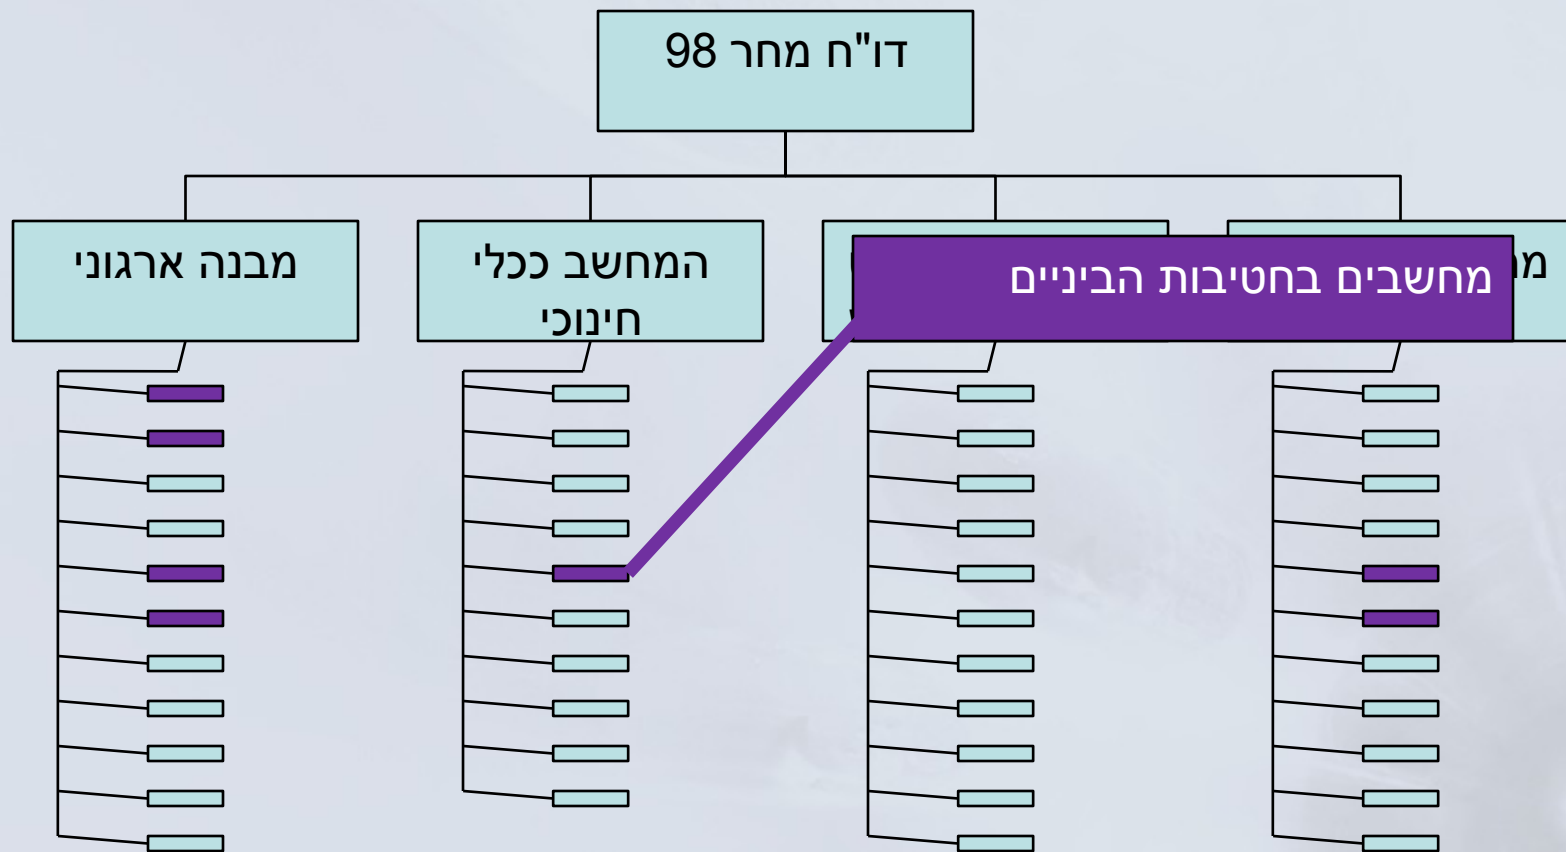 דו"ח מחר 98
מחשבים בחטיבות הביניים
המחשב ככלי
חינוכי
מבנה ארגוני